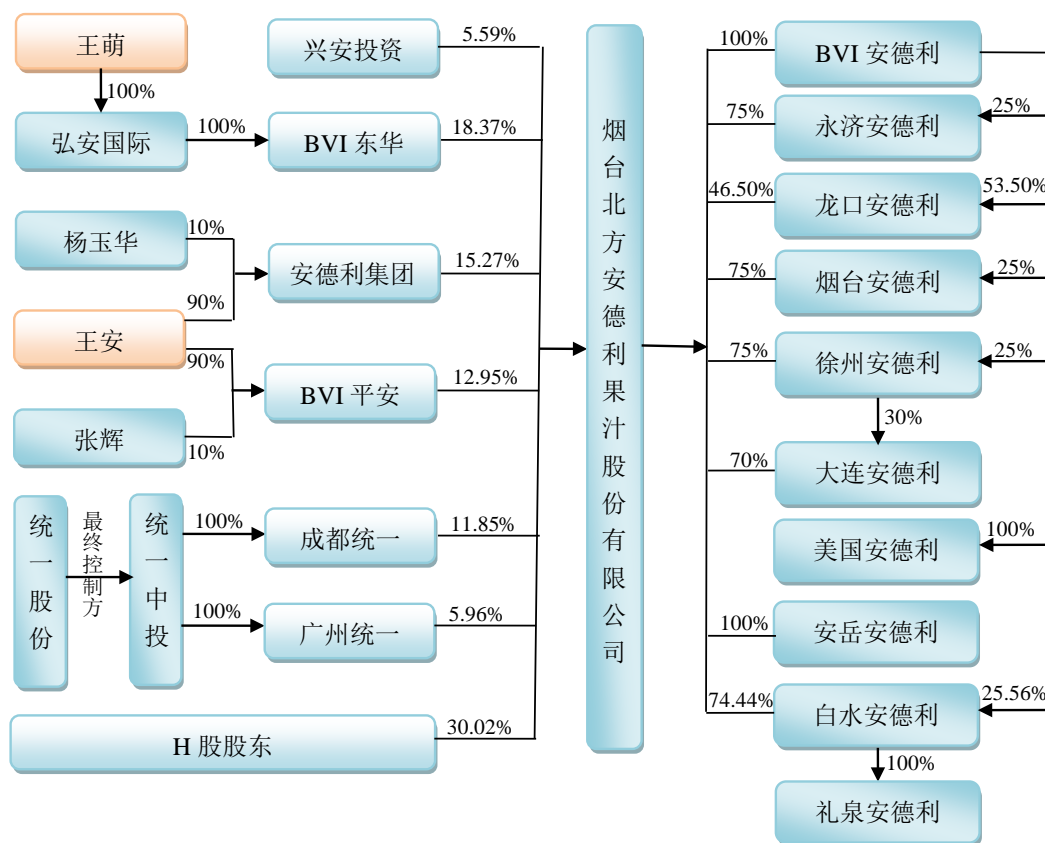 王萌
100%
弘安国际
100%
兴安投资
5.59%
BVI 东华
18.37%
杨玉华
10%
安德利集团
15.27%
90%
王安
90%
BVI 平安
12.95%
张辉
10%
统一股份
最终控制方
统一中投
100%
成都统一
11.85%
100%
广州统一
5.96%
H 股股东
30.02%
烟台北方安德利果汁股份有限公司
100%
BVI 安德利
75%
永济安德利
25%
46.50%
龙口安德利
53.50%
75%
烟台安德利
25%
75%
徐州安德利
25%
30%
70%
大连安德利
美国安德利
100%
100%
安岳安德利
74.44%
白水安德利
25.56%
100%
礼泉安德利